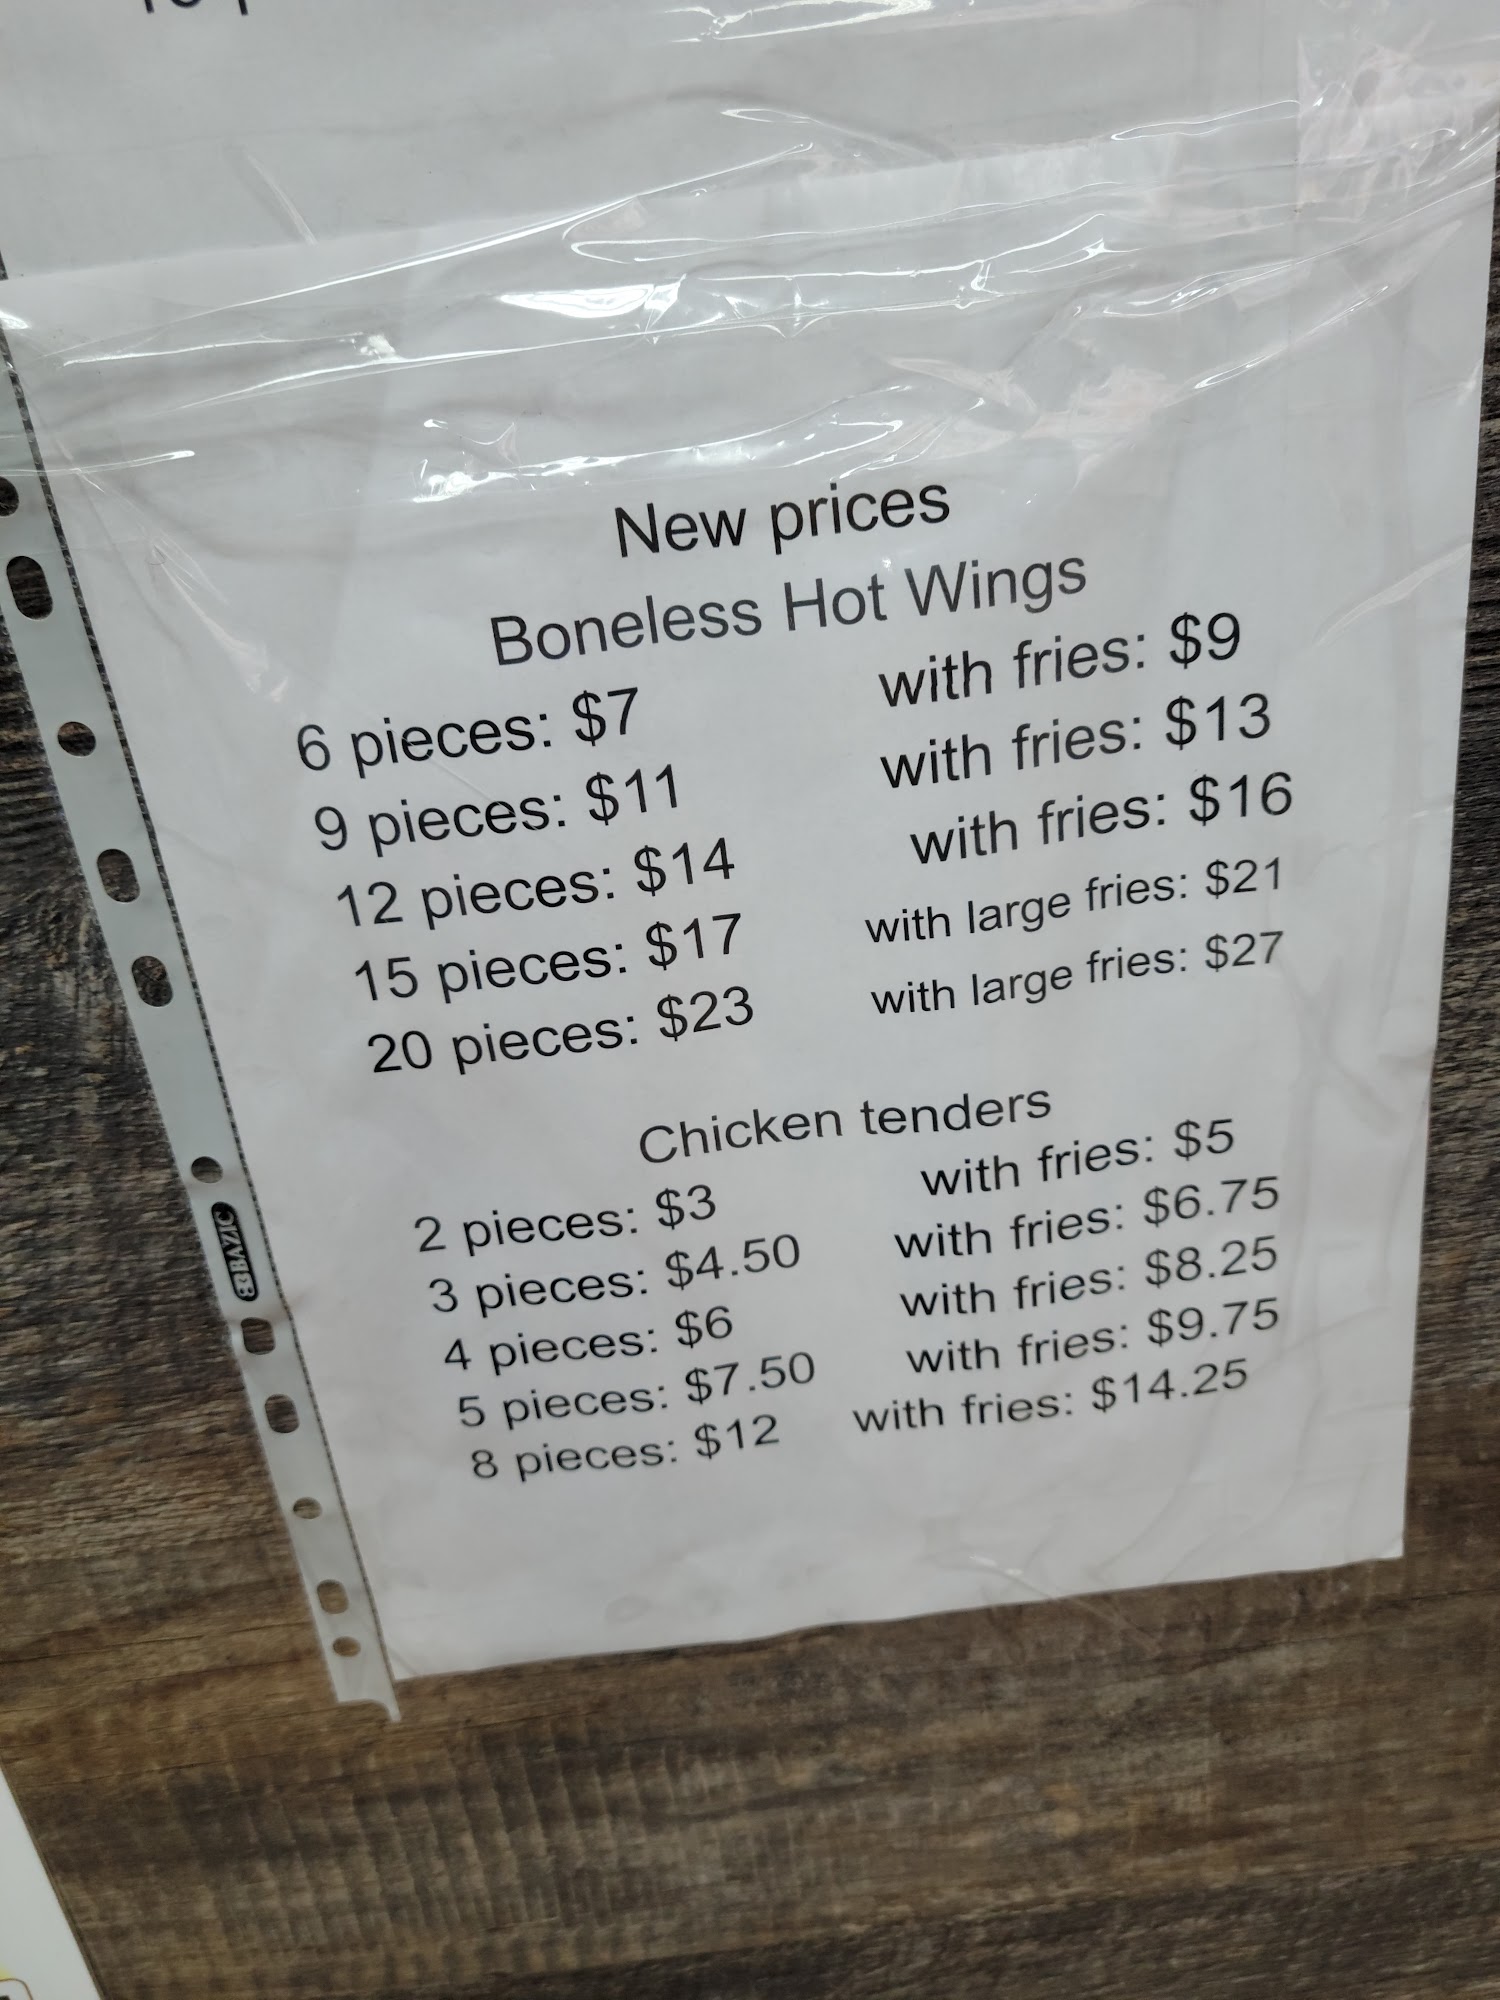 New prices
Boneless Hot Wings
6 pieces: $7 with fries: $9
9 pieces: $11 with fries: $13
12 pieces: $14 with fries: $16
15 pieces: $17 with large fries: $21
20 pieces: $23 with large fries: $27
Chicken tenders
2 pieces: $3 with fries: $5
3 pieces: $4.50 with fries: $6.75
4 pieces: $6 with fries: $8.25
5 pieces: $7.50 with fries: $9.75
8 pieces: $12 with fries: $14.25
BAZIC